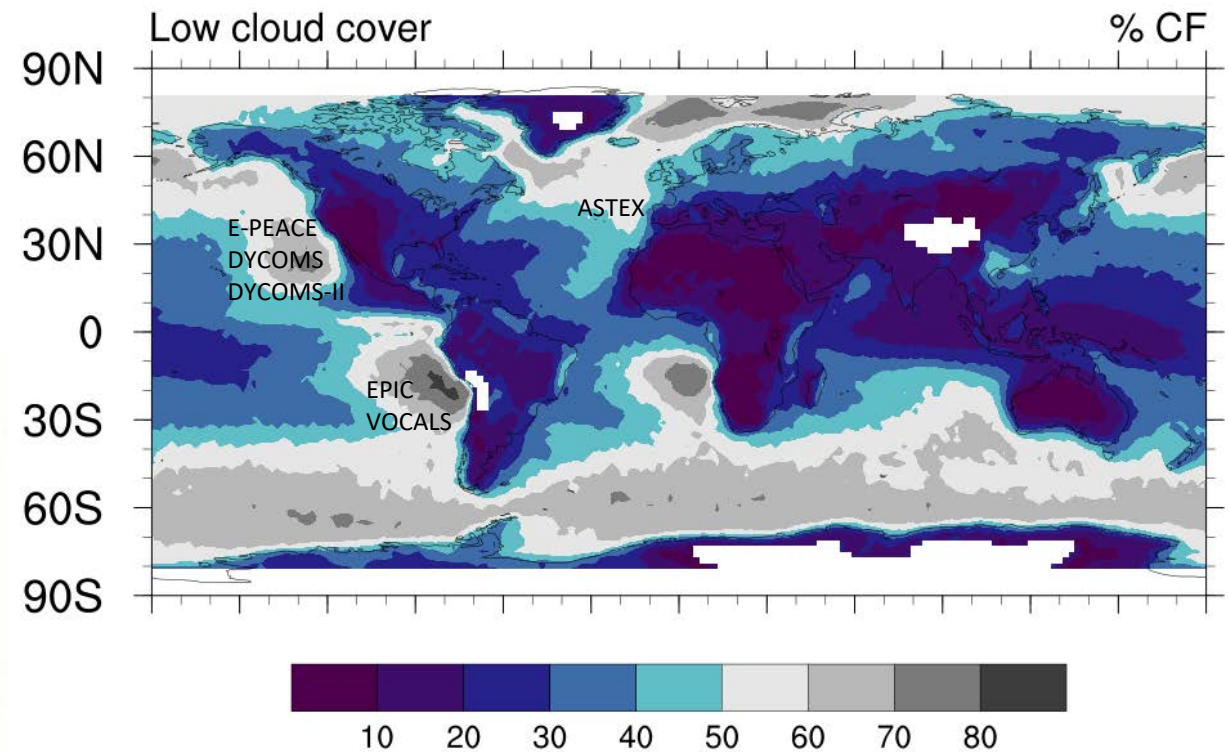 Low cloud cover
% CF
90N
60N
30N
0
30S
60S
90S
ASTEX
E-PEACE
DYCOMS
DYCOMS-II
EPIC
VOCALS
10 20 30 40 50 60 70 80